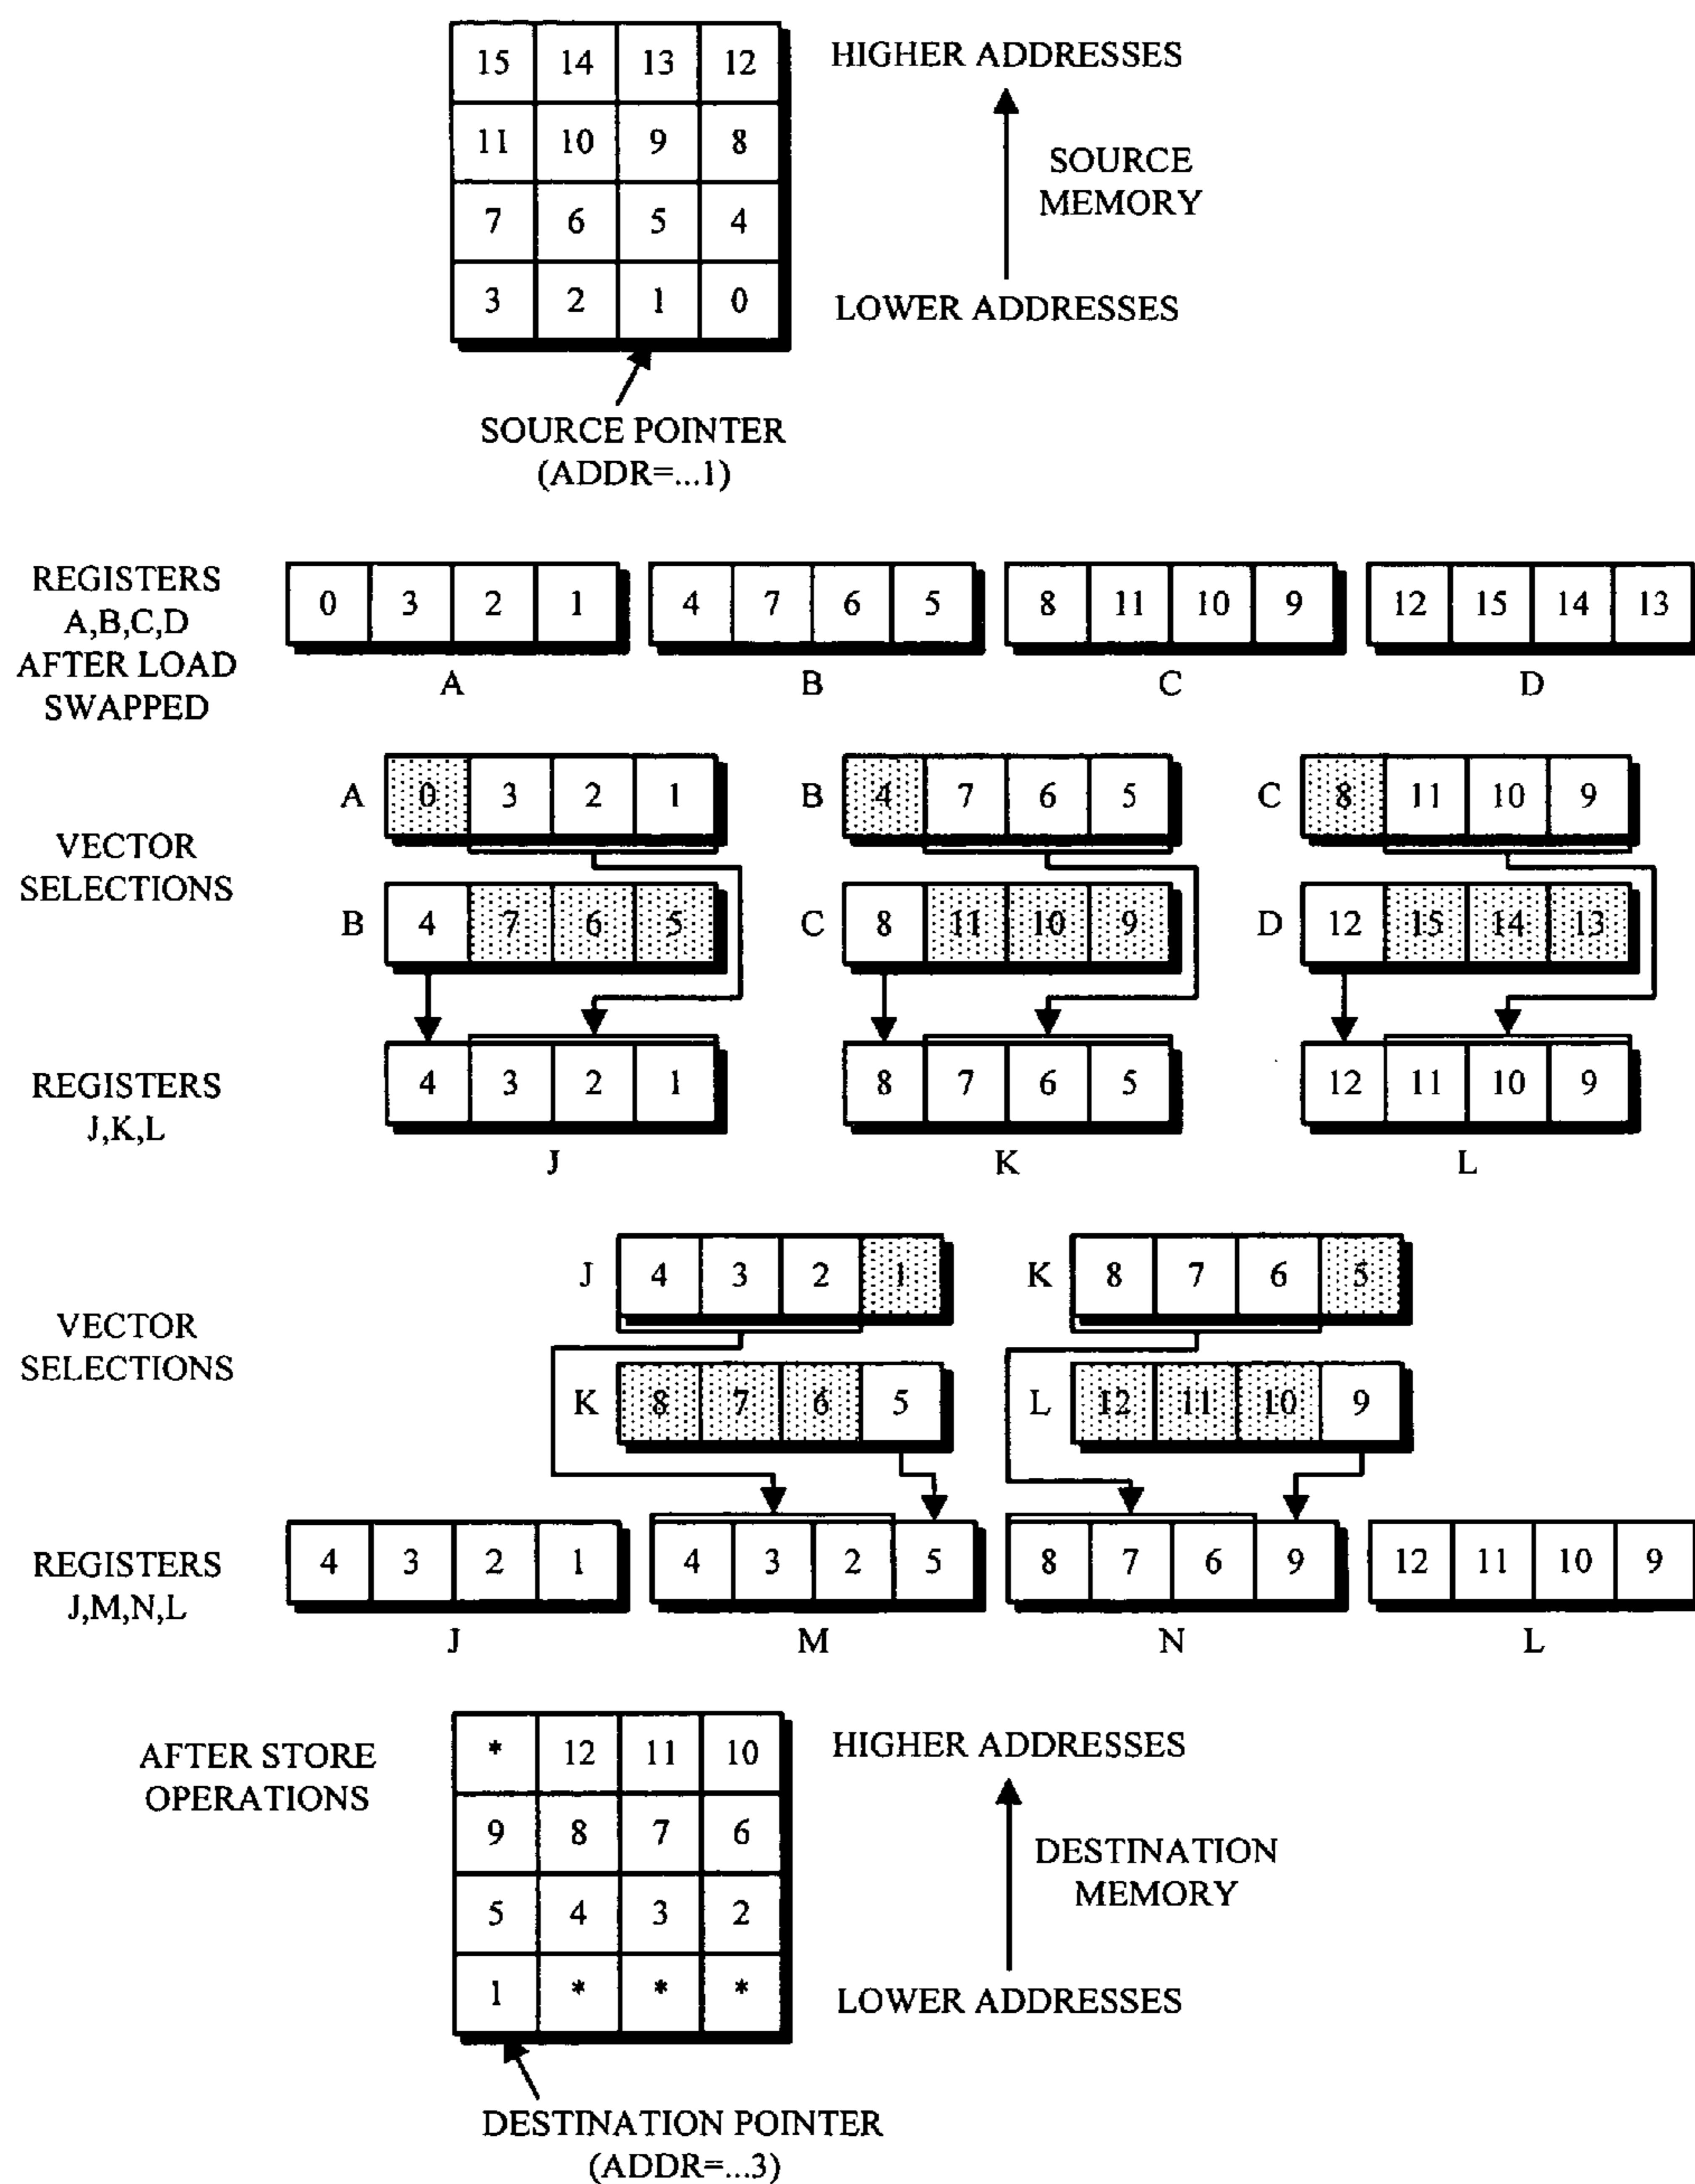 15 14 13 12
HIGHER ADDRESSES
11 10 9 8
SOURCE
MEMORY
7 6 5 4
3 2 1 0
LOWER ADDRESSES
SOURCE POINTER
(ADDR=...1)
REGISTERS
A,B,C,D
AFTER LOAD
SWAPPED
0 3 2 1
4 7 6 5
8 11 10 9
12 15 14 13
A
B
C
D
VECTOR
SELECTIONS
A 0 3 2 1
B 4 7 6 5
C 8 11 10 9
B 4 7 6 5
C 8 11 10 9
D 12 15 14 13
REGISTERS
J,K,L
4 3 2 1
8 7 6 5
12 11 10 9
J
K
L
VECTOR
SELECTIONS
J 4 3 2 1
K 8 7 6 5
K 8 7 6 5
L 12 11 10 9
REGISTERS
J,M,N,L
4 3 2 1
4 3 2 5
8 7 6 9
12 11 10 9
J
M
N
L
AFTER STORE
OPERATIONS
* 12 11 10
HIGHER ADDRESSES
9 8 7 6
DESTINATION
MEMORY
5 4 3 2
1 * * *
LOWER ADDRESSES
DESTINATION POINTER
(ADDR=...3)